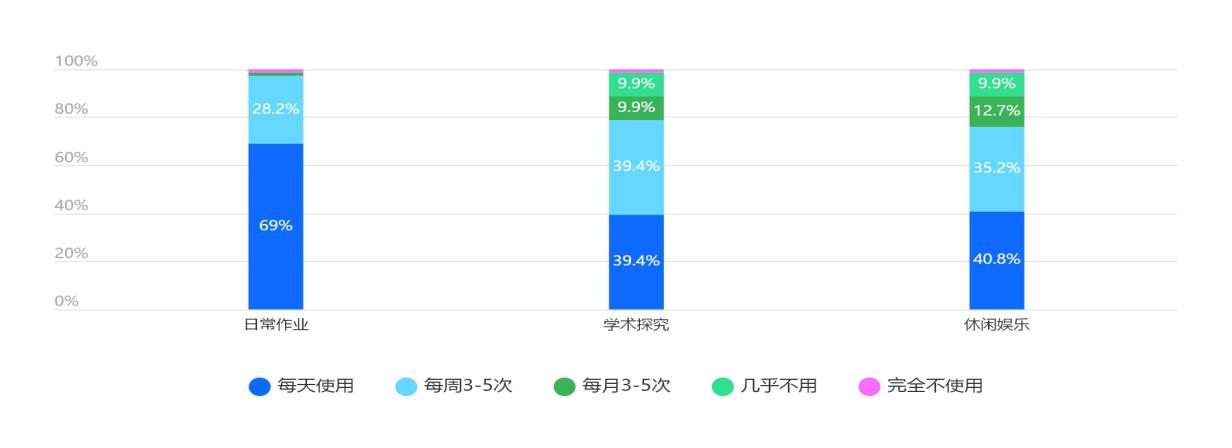 100%
9.9%
9.9%
80%
28.2%
9.9%
12.7%
60%
39.4%
35.2%
40%
69%
20%
39.4%
40.8%
0%
日常作业
学术探究
休闲娱乐
每天使用
每周3-5次
每月3-5次
几乎不用
完全不使用